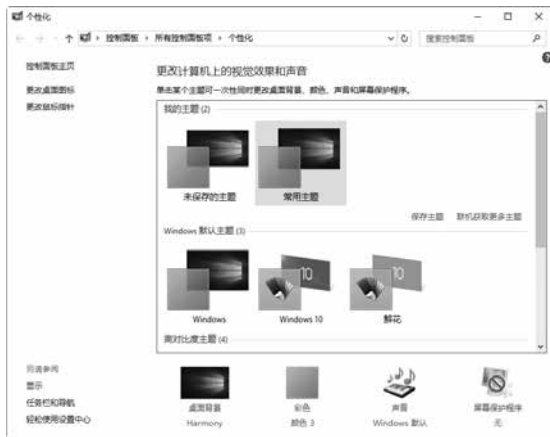 个性化
控制面板 › 所有控制面板项 › 个性化
搜索控制面板
控制面板主页
更改桌面图标
更改鼠标指针
更改计算机上的视觉效果和声音
单击某个主题可一次性同时更改桌面背景、颜色、声音和屏幕保护程序。
我的主题 (2)
未保存的主题
常用主题
保存主题 联机获取更多主题
Windows 默认主题 (3)
10
10
Windows
Windows 10
鲜花
高对比度主题 (4)
另请参阅
显示
任务栏和导航
轻松使用设置中心
桌面背景
Harmony
彩色
颜色 3
声音
Windows 默认
屏幕保护程序
无